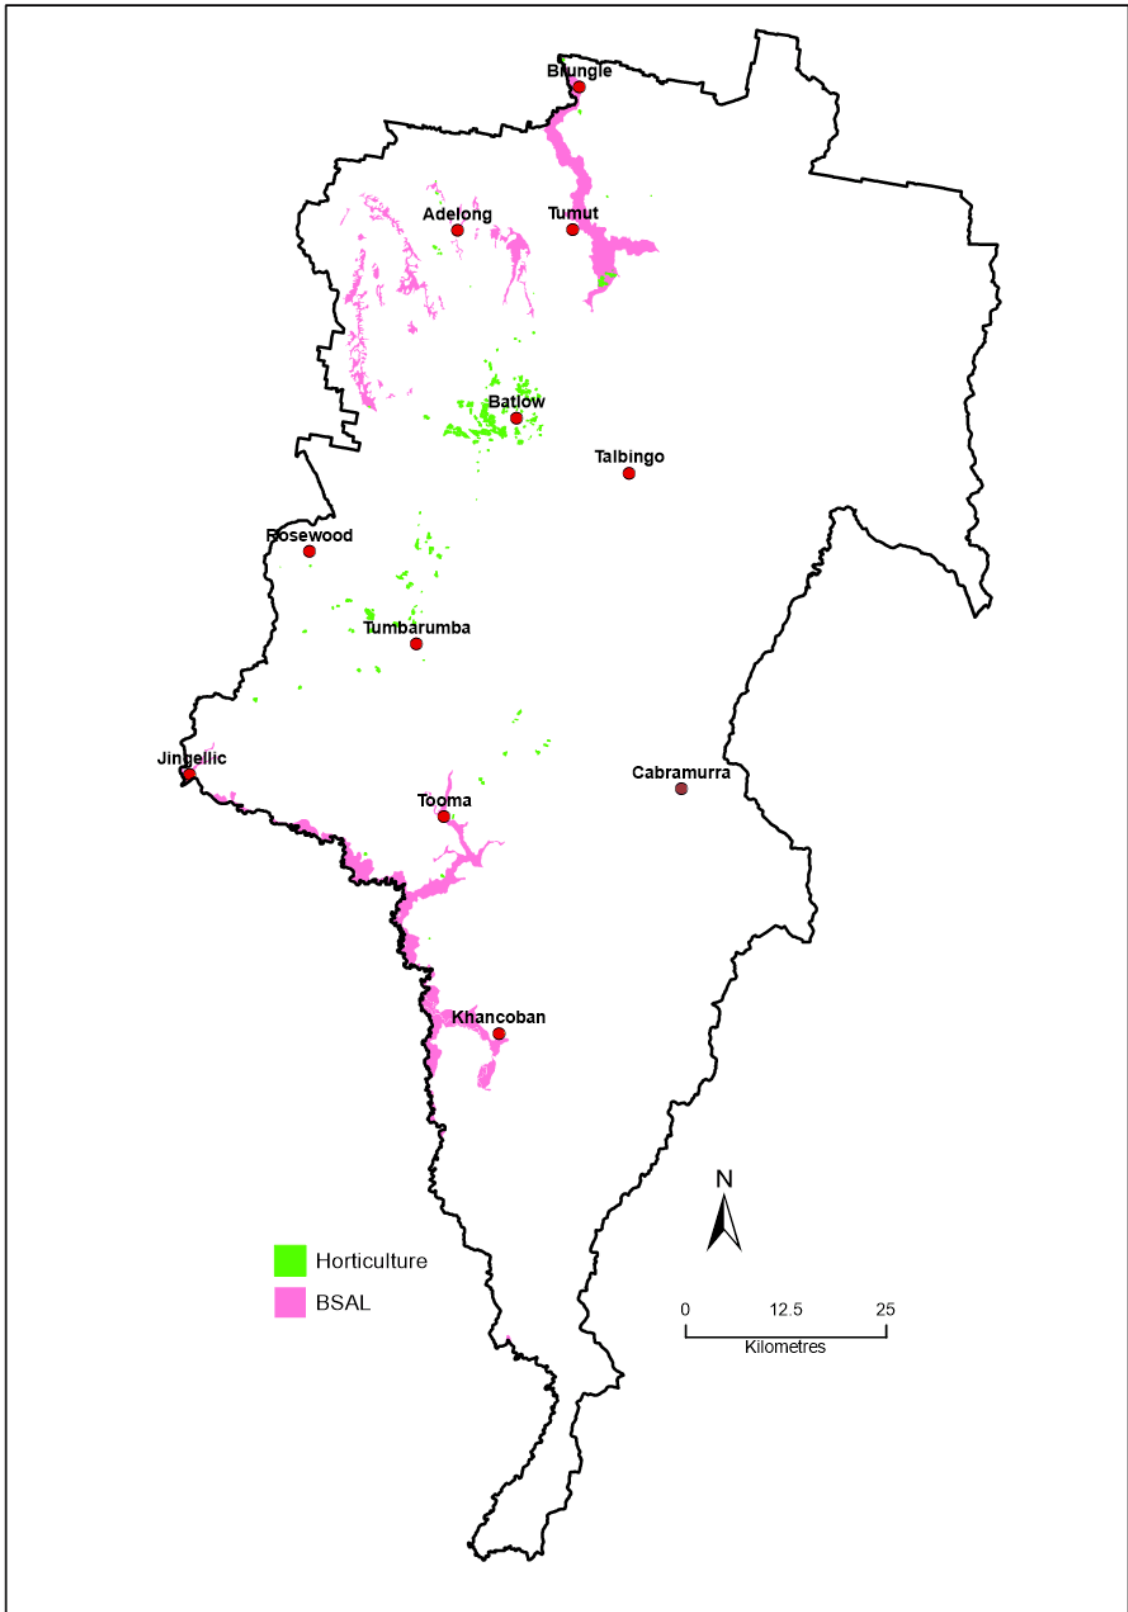 Brungle
Adelong
Tumut
Batlow
Talbingo
Rosewood
Tumbarumba
Jingellic
Cabramurra
Tooma
Khancoban
N
Horticulture
BSAL
0 12.5 25
Kilometres